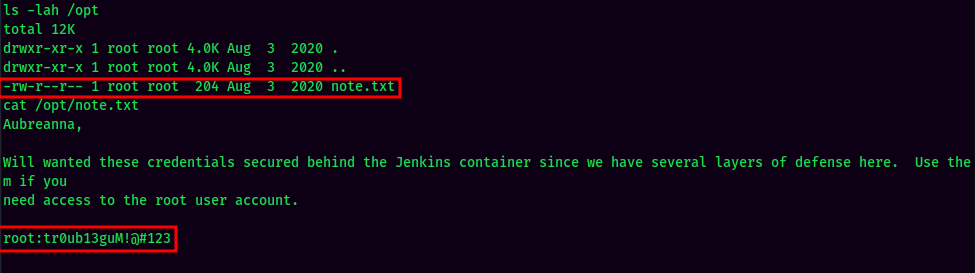 ls -lah /opt
total 12K
drwxr-xr-x 1 root root 4.0K Aug  3  2020 .
drwxr-xr-x 1 root root 4.0K Aug  3  2020 ..
-rw-r--r-- 1 root root  204 Aug  3  2020 note.txt
cat /opt/note.txt
Aubreanna,

Will wanted these credentials secured behind the Jenkins container since we have several layers of defense here.  Use the
m if you
need access to the root user account.

root:tr0ub13guM!@#123